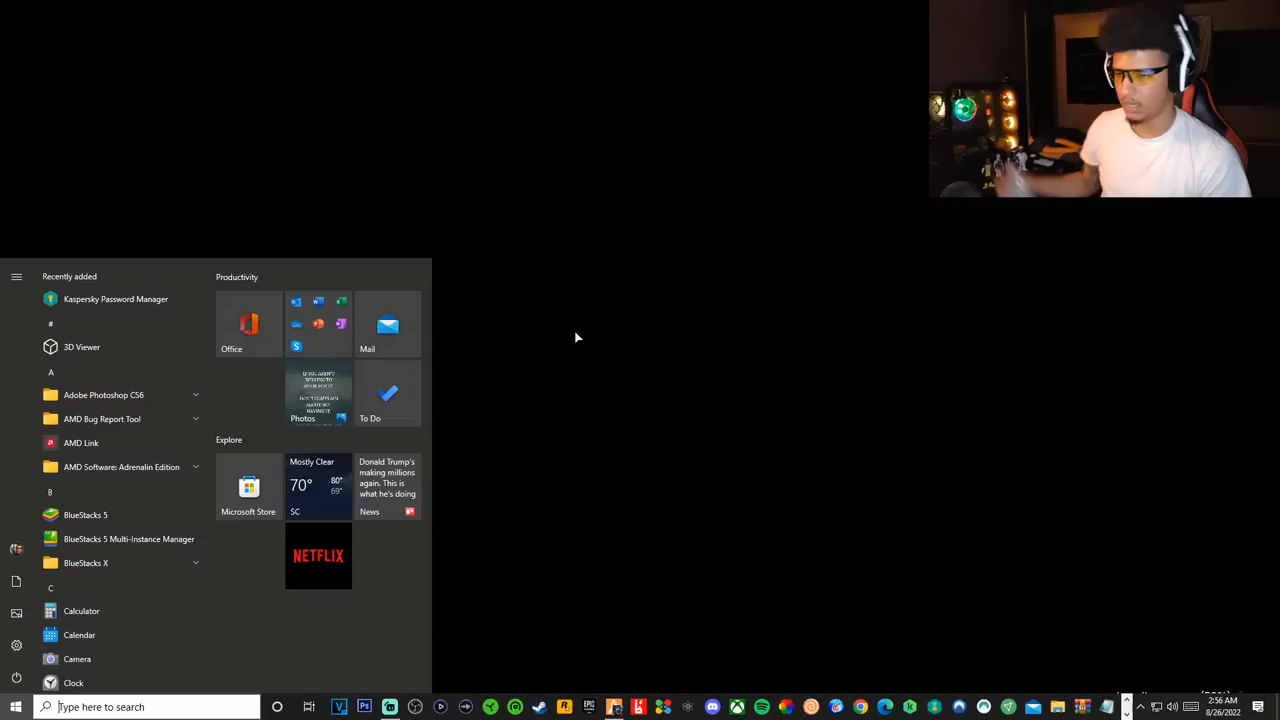 Recently added
Productivity
Kaspersky Password Manager
#
3D Viewer
Office
Mail
A
Adobe Photoshop CS6
AMD Bug Report Tool
Photos
To Do
AMD Link
Explore
AMD Software: Adrenalin Edition
Mostly Clear
70°
80°
69°
SC
Donald Trump's
making millions
again. This is
what he's doing
News
B
Microsoft Store
BlueStacks 5
BlueStacks 5 Multi-Instance Manager
NETFLIX
BlueStacks X
C
Calculator
Calendar
Camera
Clock
Type here to search
2:56 AM
8/26/2022